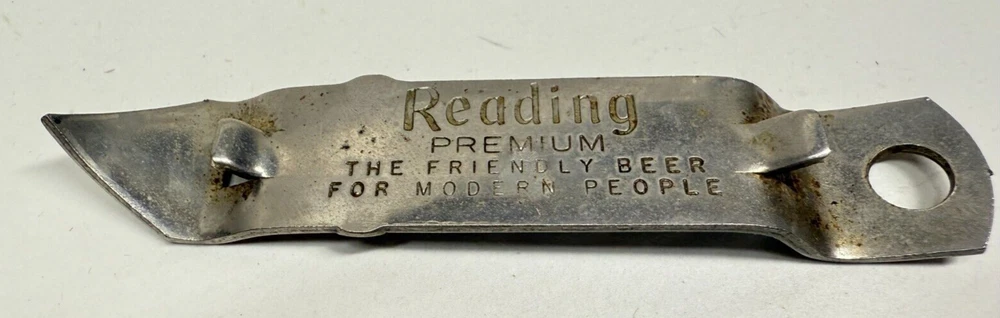 Reading
PREMIUM
THE FRIENDLY BEER
FOR MODERN PEOPLE